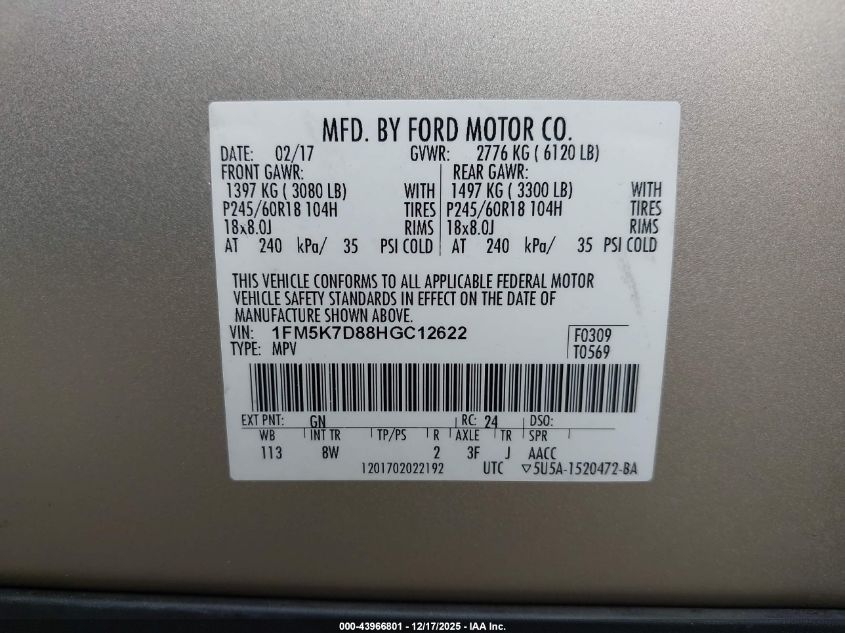 MFD. BY FORD MOTOR CO.
DATE: 02/17 GVWR: 2776 KG ( 6120 LB)
FRONT GAWR: REAR GAWR:
1397 KG ( 3080 LB) WITH 1497 KG ( 3300 LB) WITH
P245/60R18 104H TIRES P245/60R18 104H TIRES
18x8.0J RIMS 18x8.0J RIMS
AT 240 kPa/ 35 PSI COLD AT 240 kPa/ 35 PSI COLD
THIS VEHICLE CONFORMS TO ALL APPLICABLE FEDERAL MOTOR
VEHICLE SAFETY STANDARDS IN EFFECT ON THE DATE OF
MANUFACTURE SHOWN ABOVE.
VIN: 1FM5K7D88HGC12622 F0309
TYPE: MPV T0569
EXT PNT: GN RC: 24 DSO:
WB INT TR TP/PS R AXLE TR SPR
113 8W 2 3F J AACC
1201702022192 UTC ▽5U5A-1520472-BA
000-43966801 - 12/17/2025 - IAA Inc.